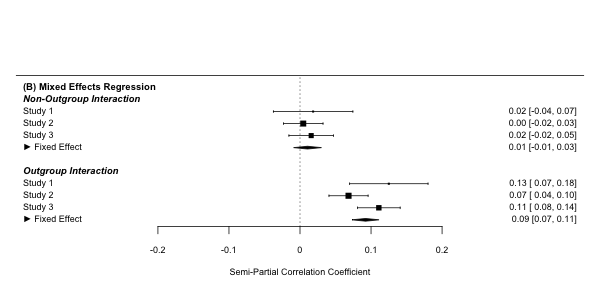 (B) Mixed Effects Regression
Non-Outgroup Interaction
Study 1 0.02 [-0.04, 0.07]
Study 2 0.00 [-0.02, 0.03]
Study 3 0.02 [-0.02, 0.05]
► Fixed Effect 0.01 [-0.01, 0.03]
Outgroup Interaction
Study 1 0.13 [ 0.07, 0.18]
Study 2 0.07 [ 0.04, 0.10]
Study 3 0.11 [ 0.08, 0.14]
► Fixed Effect 0.09 [0.07, 0.11]
-0.2 -0.1 0 0.1 0.2
Semi-Partial Correlation Coefficient